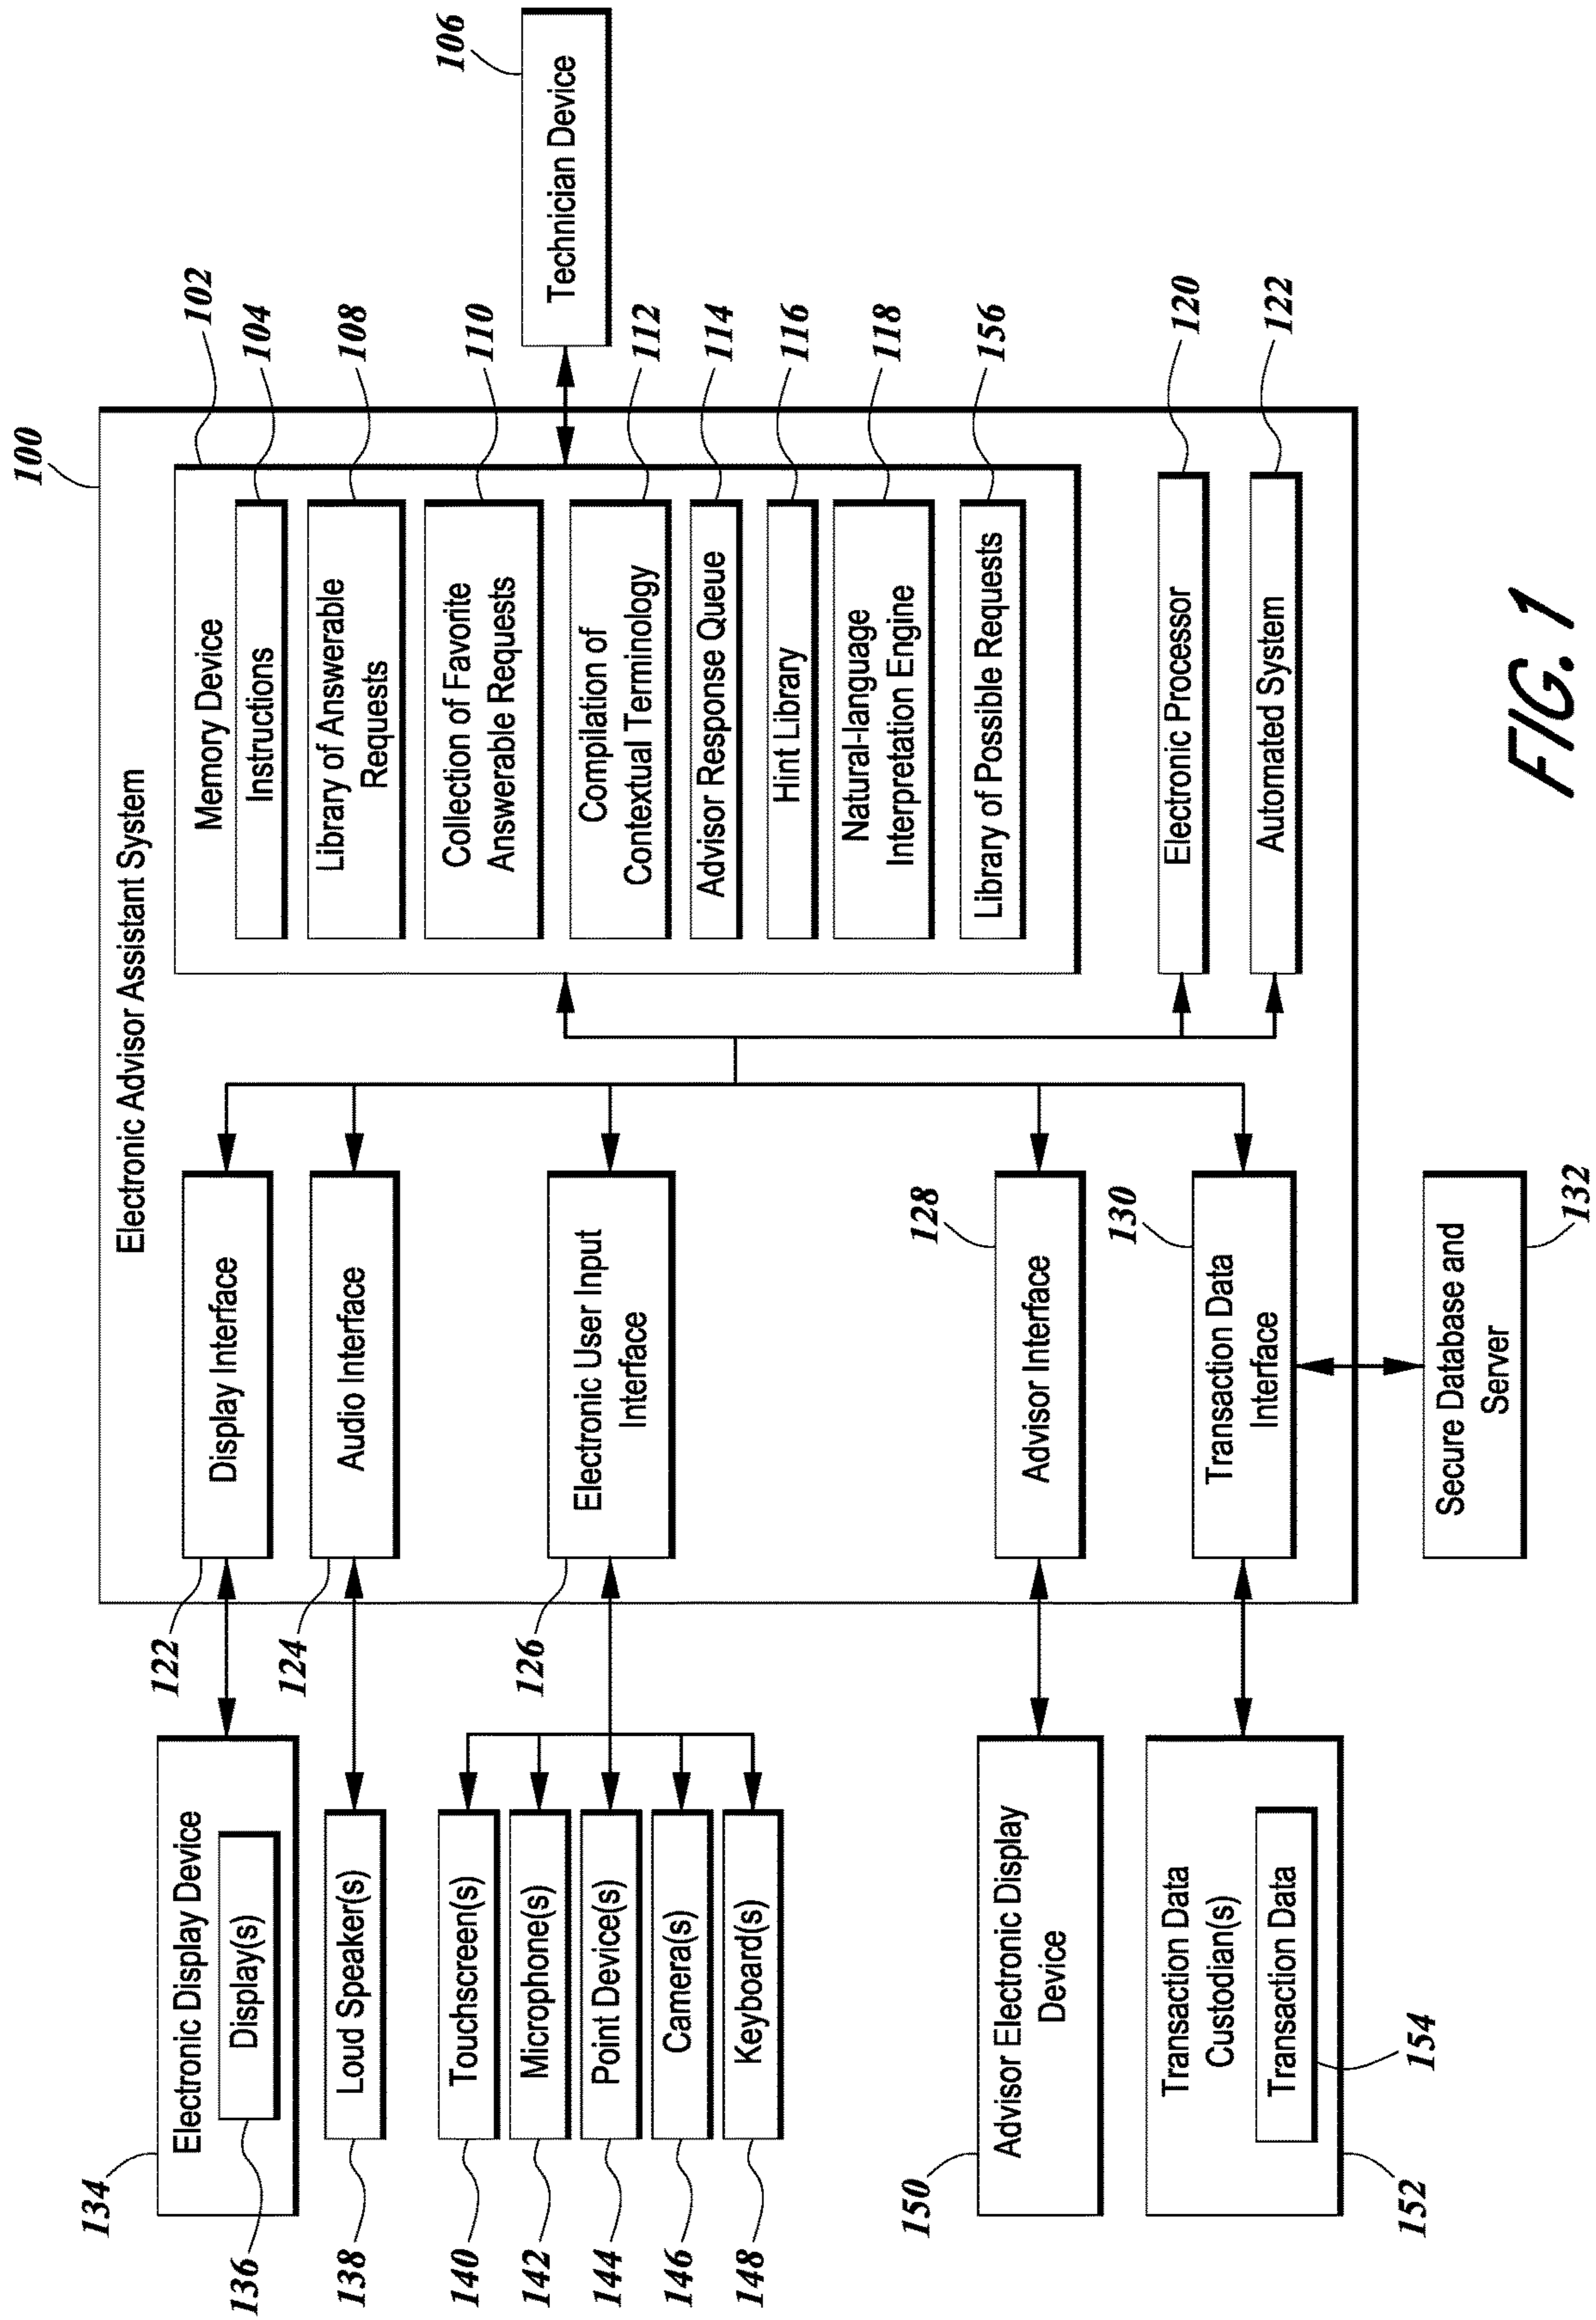 100
Electronic Advisor Assistant System
134
Electronic Display Device
Display(s)
136
122
Display Interface
138
Loud Speaker(s)
124
Audio Interface
140
Touchscreen(s)
142
Microphone(s)
144
Point Device(s)
146
Camera(s)
148
Keyboard(s)
126
Electronic User Input
Interface
150
Advisor Electronic Display
Device
128
Advisor Interface
152
Transaction Data
Custodian(s)
Transaction Data
154
130
Transaction Data
Interface
Secure Database and
Server
132
102
Memory Device
Instructions
104
Library of Answerable
Requests
108
Collection of Favorite
Answerable Requests
110
Compilation of
Contextual Terminology
112
Advisor Response Queue
114
Hint Library
116
Natural-language
Interpretation Engine
118
Library of Possible Requests
156
Electronic Processor
120
Automated System
122
106
Technician Device
FIG. 1